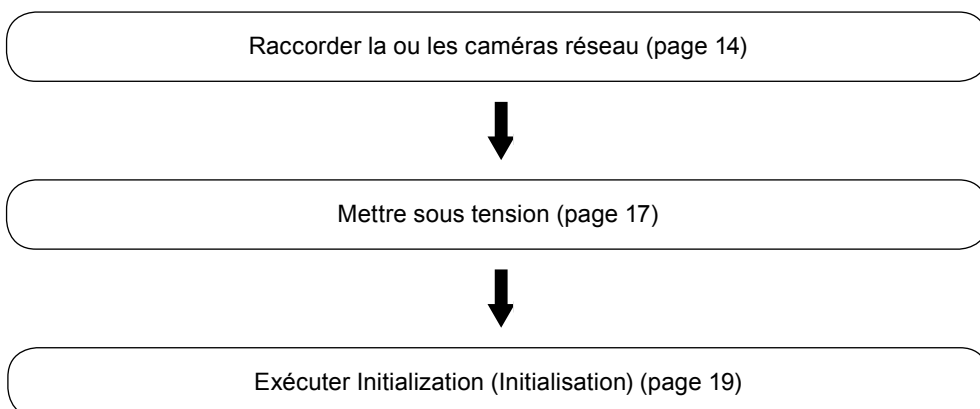 Raccorder la ou les caméras réseau (page 14)
Mettre sous tension (page 17)
Exécuter Initialization (Initialisation) (page 19)